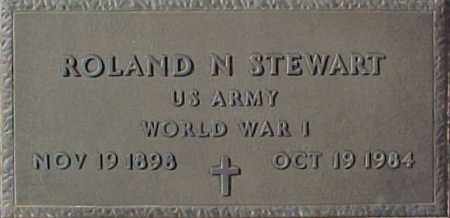 ROLAND N STEWART
US ARMY
WORLD WAR I
NOV 19 1898 OCT 19 1984